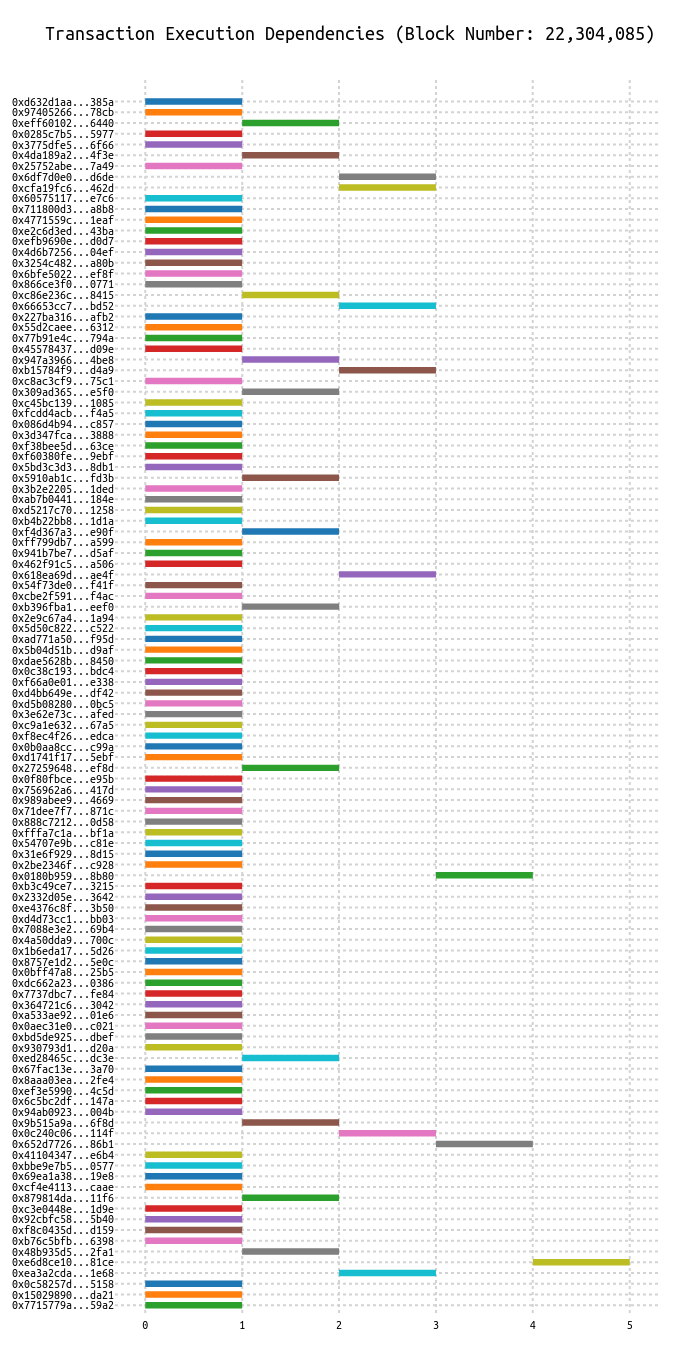 Transaction Execution Dependencies (Block Number: 22,304,085)
0xd632d1aa...385a
0x97405266...78cb
0xeff60102...6440
0x0285c7b5...5977
0x3775dfe5...6f66
0x4da189a2...4f3e
0x25752abe...7a49
0x6df7d0e0...d6de
0xcfa19fc6...462d
0x60575117...e7c6
0x711800d3...a8b8
0x4771559c...1eaf
0xe2c6d3ed...43ba
0xefb9690e...d0d7
0x4d6b7256...04ef
0x3254c482...a80b
0x6bfe5022...ef8f
0x866ce3f0...0771
0xc86e236c...8415
0x66653cc7...bd52
0x227ba316...afb2
0x55d2caee...6312
0x77b91e4c...794a
0x45578437...d09e
0x947a3966...4be8
0xb15784f9...d4a9
0xc8ac3cf9...75c1
0x309ad365...e5f0
0xc45bc139...1085
0xfcdd4acb...f4a5
0x086d4b94...c857
0x3d347fca...3888
0xf38bee5d...63ce
0xf60380fe...9ebf
0x5bd3c3d3...8db1
0x5910ab1c...fd3b
0x3b2e2205...1ded
0xab7b0441...184e
0xd5217c70...1258
0xb4b22bb8...1d1a
0xf4d367a3...e90f
0xff799db7...a599
0x941b7be7...d5af
0x462f91c5...a506
0x618ea69d...ae4f
0x54f73de0...f41f
0xcbe2f591...f4ac
0xb396fba1...eef0
0x2e9c67a4...1a94
0x5d50c822...c522
0xad771a50...f95d
0x5b04d51b...d9af
0xdae5628b...8450
0x0c38c193...bdc4
0xf66a0e01...e338
0xd4bb649e...df42
0xd5b08280...0bc5
0x3e62e73c...afed
0xc9a1e632...67a5
0xf8ec4f26...edca
0x0b0aa8cc...c99a
0xd1741f17...5ebf
0x27259648...ef8d
0x0f80fbce...e95b
0x756962a6...417d
0x989abee9...4669
0x71dee7f7...871c
0x888c7212...0d58
0xfffa7c1a...bf1a
0x54707e9b...c81e
0x31e6f929...8d15
0x2be2346f...c928
0x0180b959...8b80
0xb3c49ce7...3215
0x2332d05e...3642
0xe4376c8f...3b50
0xd4d73cc1...bb03
0x7088e3e2...69b4
0x4a50dda9...700c
0x1b6eda17...5d26
0x8757e1d2...5e0c
0x0bff47a8...25b5
0xdc662a23...0386
0x7737dbc7...fe84
0x364721c6...3042
0xa533ae92...01e6
0x0aec31e0...c021
0xbd5de925...dbef
0x930793d1...d20a
0xed28465c...dc3e
0x67fac13e...3a70
0x8aaa03ea...2fe4
0xef3e5990...4c5d
0x6c5bc2df...147a
0x94ab0923...004b
0x9b515a9a...6f8d
0x0c240c06...114f
0x652d7726...86b1
0x41104347...e6b4
0xbbe9e7b5...0577
0x69ea1a38...19e8
0xcf4e4113...caae
0x879814da...11f6
0xc3e0448e...1d9e
0x92cbfc58...5b40
0xf8c0435d...d159
0xb76c5bfb...6398
0x48b935d5...2fa1
0xe6d8ce10...81ce
0xea3a2cda...1e68
0x0c58257d...5158
0x15029890...da21
0x7715779a...59a2
0 1 2 3 4 5